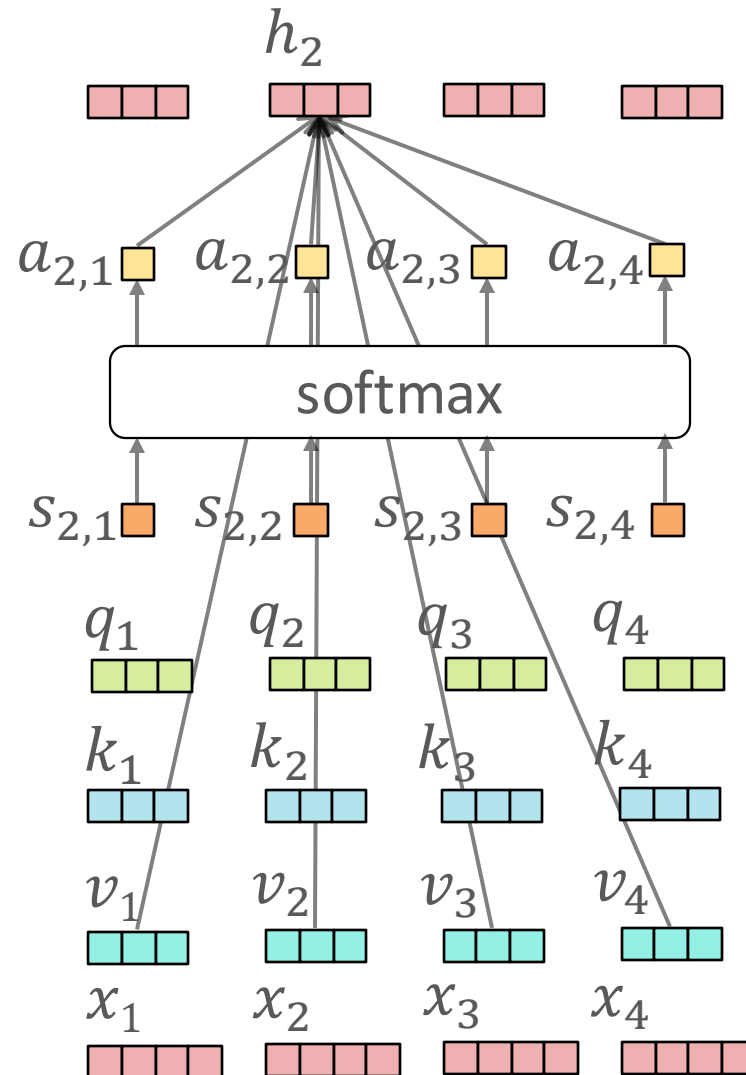 h₂
a₂,₁ a₂,₂ a₂,₃ a₂,₄
softmax
s₂,₁ s₂,₂ s₂,₃ s₂,₄
q₁ q₂ q₃ q₄
k₁ k₂ k₃ k₄
v₁ v₂ v₃ v₄
x₁ x₂ x₃ x₄